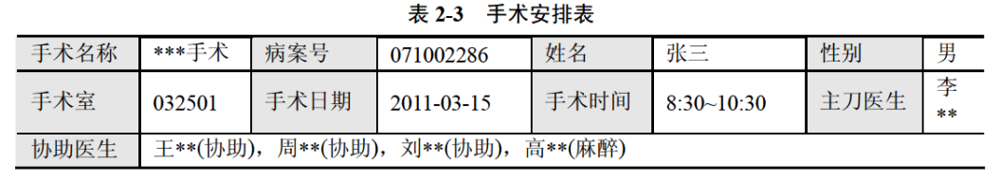 表 2-3 手术安排表
手术名称 ***手术 病案号 071002286 姓名 张三 性别 男
手术室 032501 手术日期 2011-03-15 手术时间 8:30~10:30 主刀医生 李**
协助医生 王**(协助)，周**(协助)，刘**(协助)，高**(麻醉)